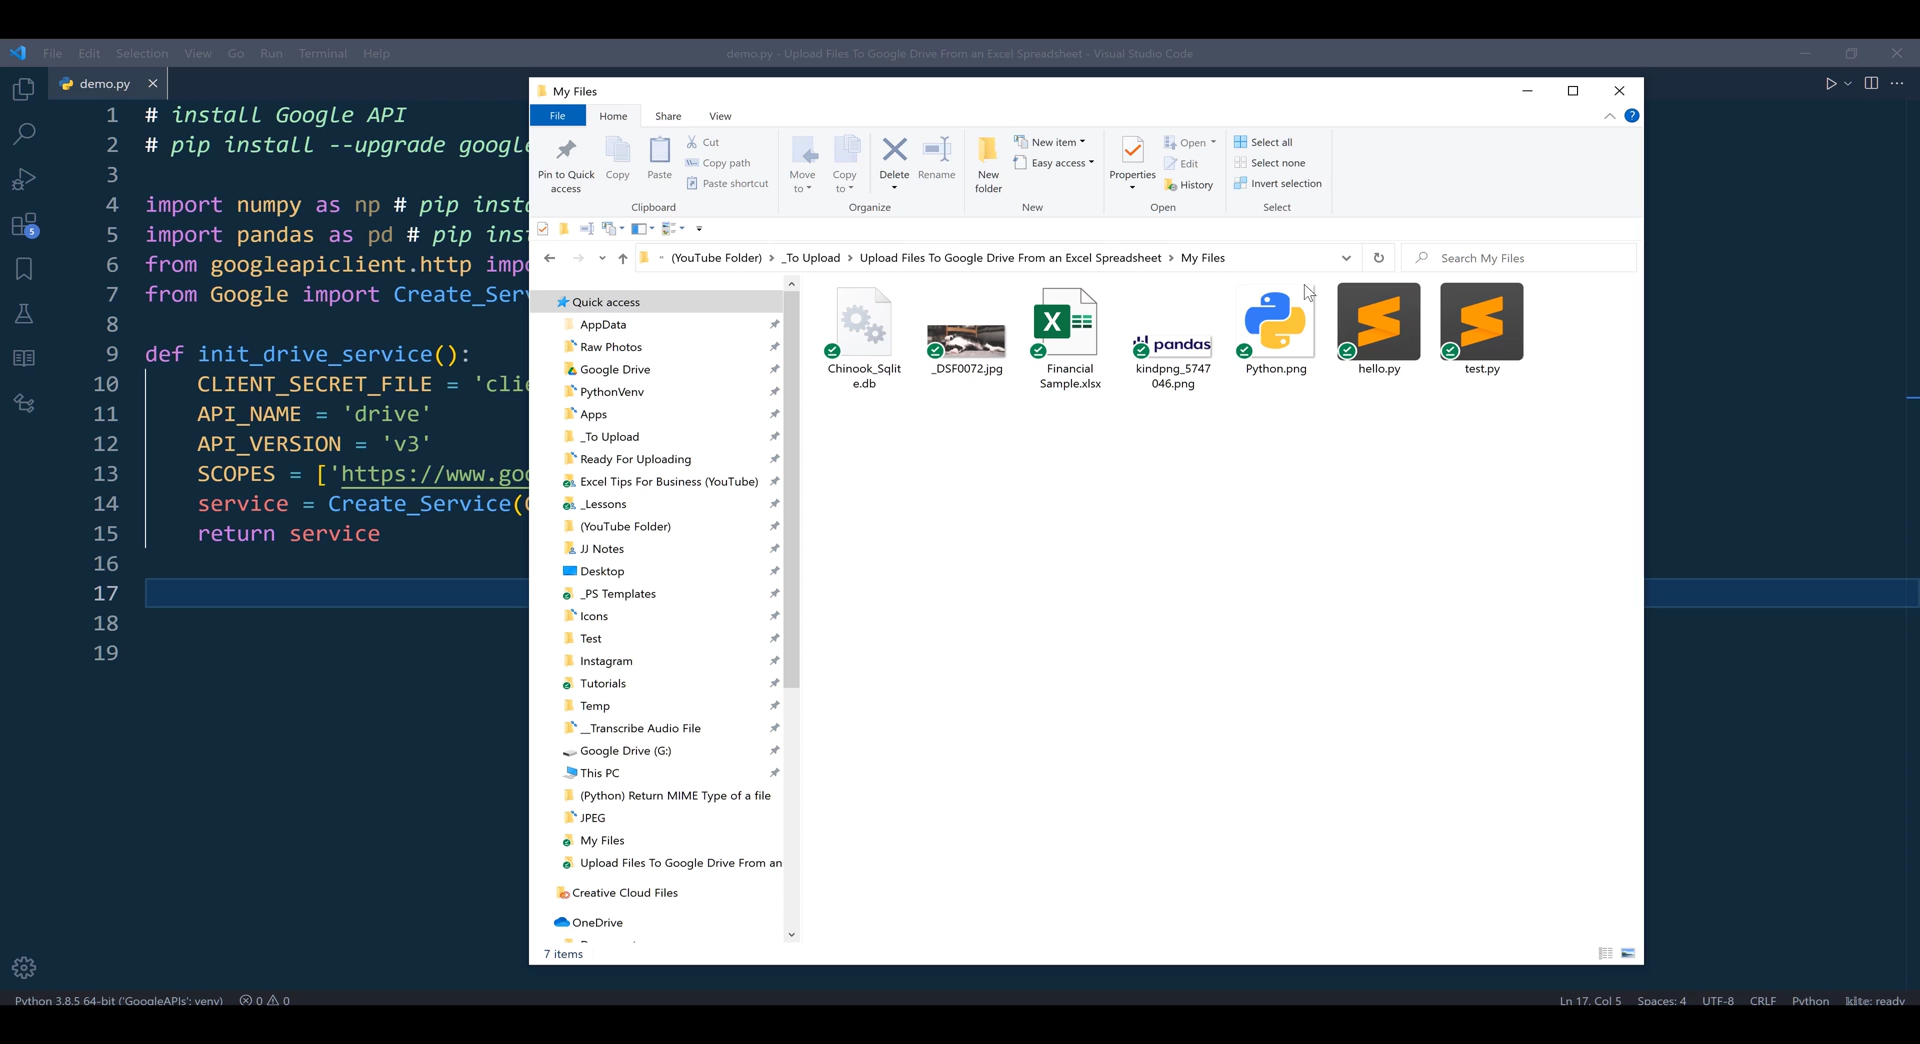 File Edit Selection View Go Run Terminal Help
demo.py - Upload Files To Google Drive From an Excel Spreadsheet - Visual Studio Code
demo.py
1 # install Google API
2 # pip install --upgrade google
3
4 import numpy as np # pip insta
5 import pandas as pd # pip inst
6 from googleapiclient.http impo
7 from Google import Create_Serv
8
9 def init_drive_service():
10 CLIENT_SECRET_FILE = 'clie
11 API_NAME = 'drive'
12 API_VERSION = 'v3'
13 SCOPES = ['https://www.goo
14 service = Create_Service(
15 return service
16
17
18
19
5
My Files
File Home Share View
Pin to Quick access
Copy
Paste
Cut
Copy path
Paste shortcut
Clipboard
Move to
Copy to
Delete
Rename
Organize
New folder
New item
Easy access
New
Properties
Open
Edit
History
Open
Select all
Select none
Invert selection
Select
(YouTube Folder) _To Upload Upload Files To Google Drive From an Excel Spreadsheet My Files
Search My Files
Quick access
AppData
Raw Photos
Google Drive
PythonVenv
Apps
_To Upload
Ready For Uploading
Excel Tips For Business (YouTube)
_Lessons
(YouTube Folder)
JJ Notes
Desktop
_PS Templates
Icons
Test
Instagram
Tutorials
Temp
__Transcribe Audio File
Google Drive (G:)
This PC
(Python) Return MIME Type of a file
JPEG
My Files
Upload Files To Google Drive From an
Creative Cloud Files
OneDrive
pandas
Chinook_Sqlit
e.db
_DSF0072.jpg
Financial
Sample.xlsx
kindpng_5747
046.png
Python.png
hello.py
test.py
7 items
Python 3.8.5 64-bit ('GoogleAPIs': venv) 0 0
Ln 17, Col 5 Spaces: 4 UTF-8 CRLF Python kite: ready